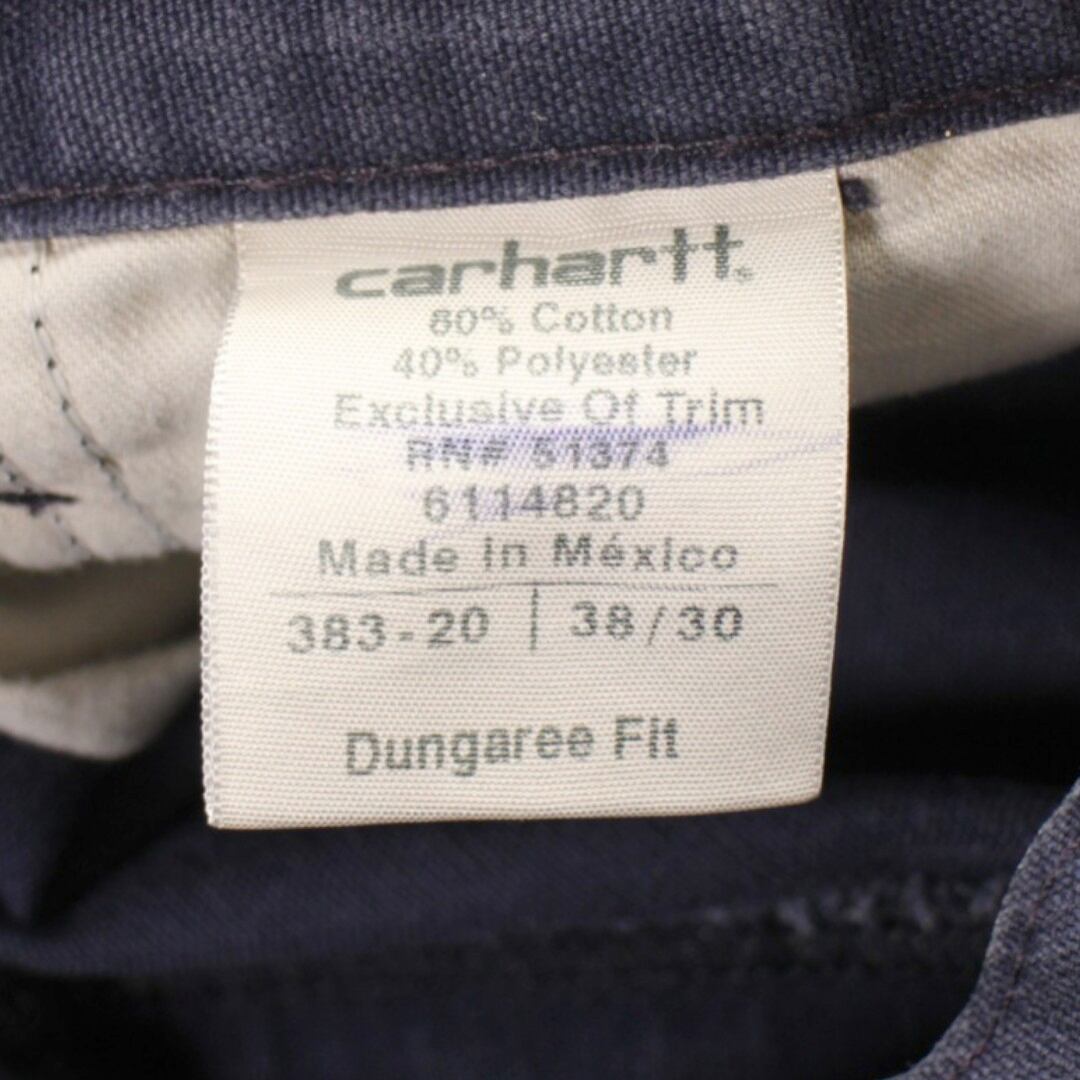 carhartt®
60% Cotton
40% Polyester
Exclusive Of Trim
RN# 51374
6114620
Made in México
383-20 | 38/30
Dungaree Fit